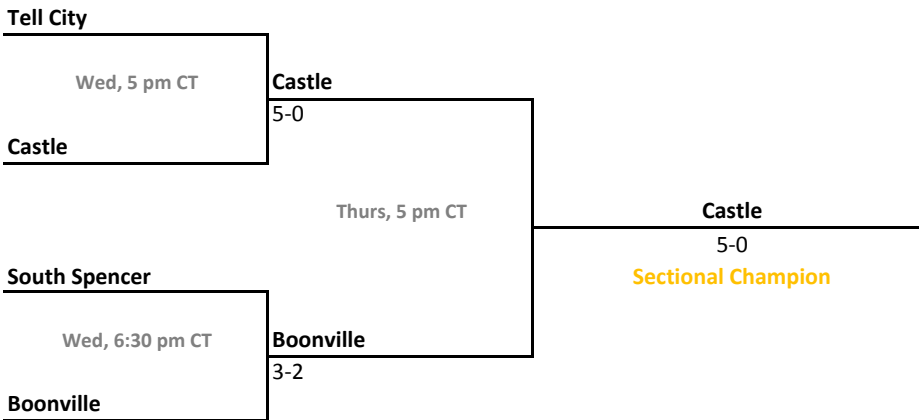 Tell City
Wed, 5 pm CT
Castle
5-0
Castle
Thurs, 5 pm CT
Castle
5-0
Sectional Champion
South Spencer
Wed, 6:30 pm CT
Boonville
3-2
Boonville